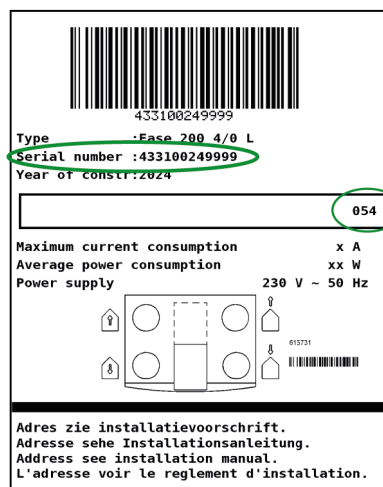 433100249999
Type :Ease 200 4/0 L
Serial number :433100249999
Year of constr:2024
054
Maximum current consumption x A
Average power consumption xx W
Power supply 230 V ~ 50 Hz
615731
Adres zie installatievoorschrift.
Adresse sehe Installationsanleitung.
Address see installation manual.
L'adresse voir le reglement d'installation.